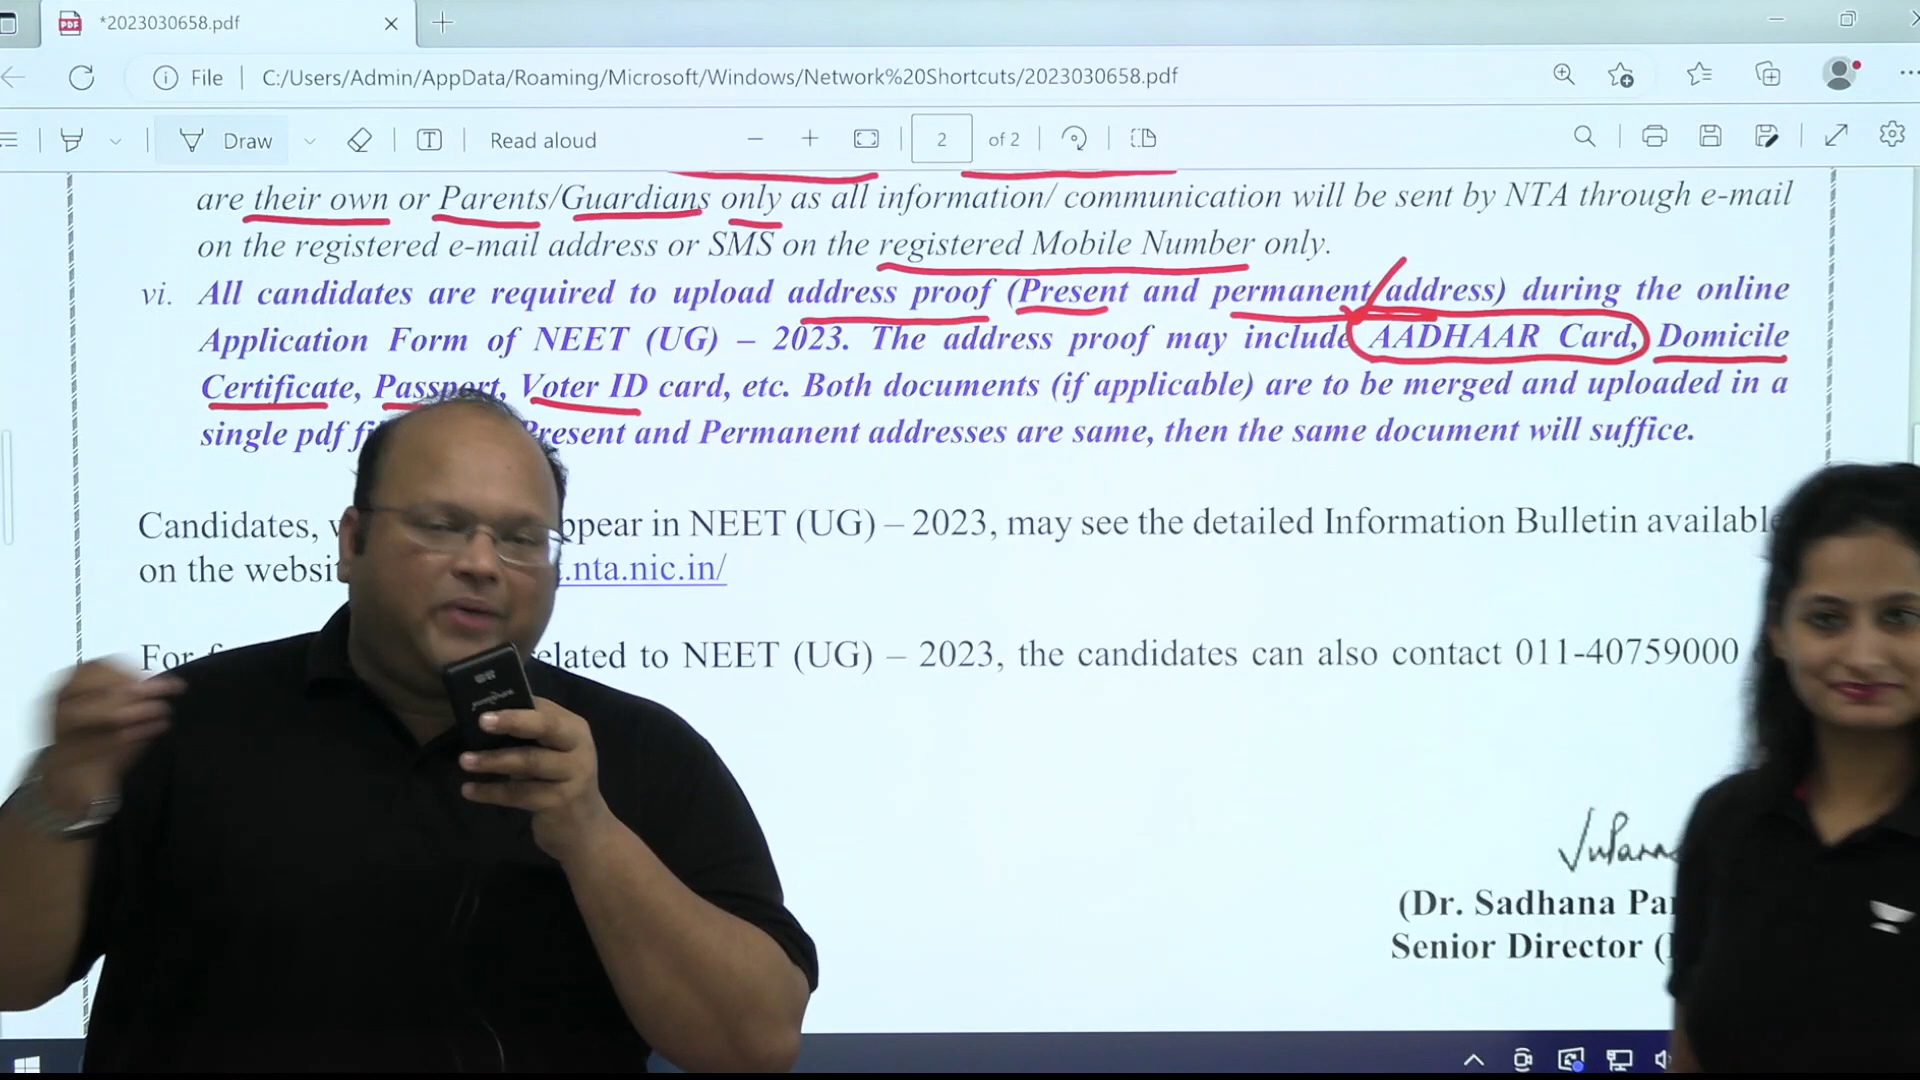 *2023030658.pdf
File C:/Users/Admin/AppData/Roaming/Microsoft/Windows/Network%20Shortcuts/2023030658.pdf
Draw Read aloud 2 of 2
are their own or Parents/Guardians only as all information/ communication will be sent by NTA through e-mail
on the registered e-mail address or SMS on the registered Mobile Number only.
vi. All candidates are required to upload address proof (Present and permanent address) during the online
Application Form of NEET (UG) – 2023. The address proof may include AADHAAR Card, Domicile
Certificate, Passport, Voter ID card, etc. Both documents (if applicable) are to be merged and uploaded in a
single pdf Present and Permanent addresses are same, then the same document will suffice.
Candidates, appear in NEET (UG) – 2023, may see the detailed Information Bulletin available
on the .nta.nic.in/
For related to NEET (UG) – 2023, the candidates can also contact 011-40759000
(Dr. Sadhana
Senior Director (